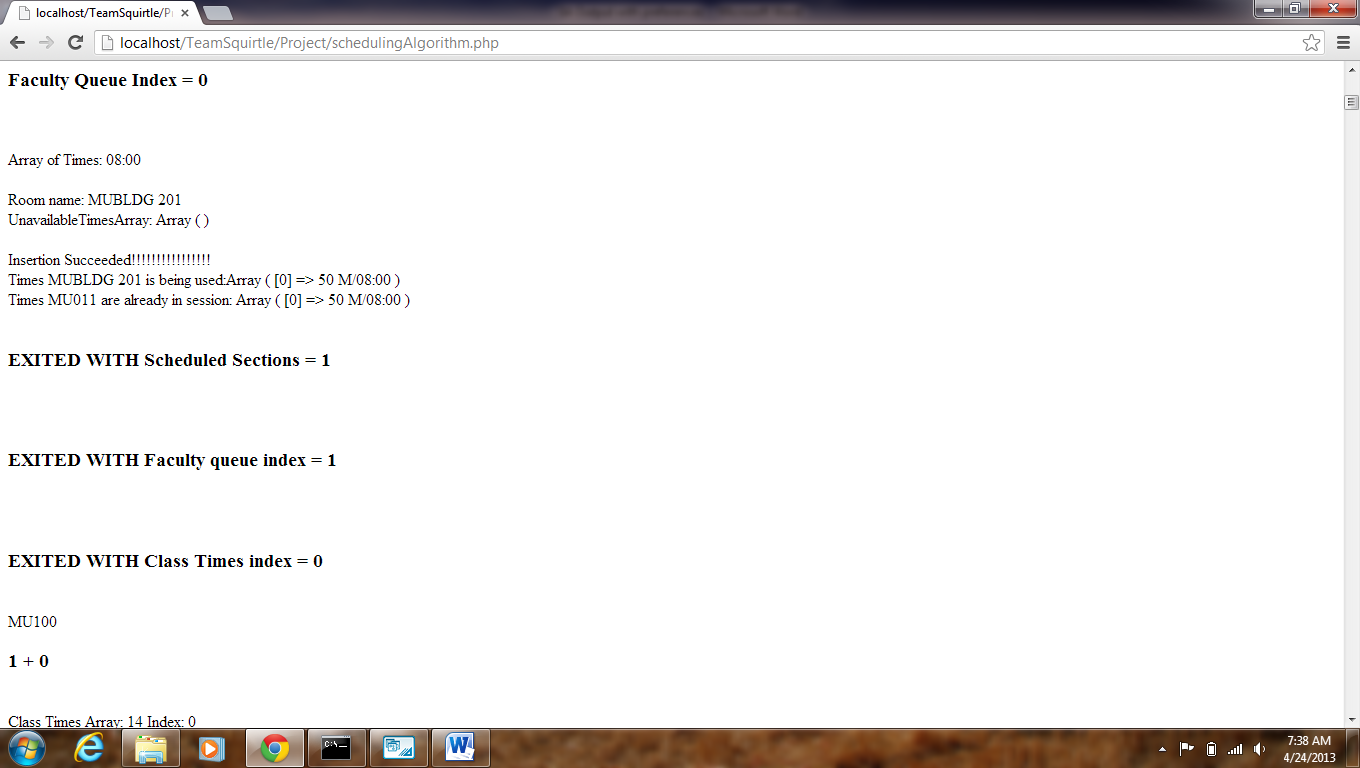 localhost/TeamSquirtle/P
localhost/TeamSquirtle/Project/schedulingAlgorithm.php
Faculty Queue Index = 0
Array of Times: 08:00
Room name: MUBLDG 201
UnavailableTimesArray: Array ( )
Insertion Succeeded!!!!!!!!!!!!!!!!
Times MUBLDG 201 is being used:Array ( [0] => 50 M/08:00 )
Times MU011 are already in session: Array ( [0] => 50 M/08:00 )
EXITED WITH Scheduled Sections = 1
EXITED WITH Faculty queue index = 1
EXITED WITH Class Times index = 0
MU100
1 + 0
Class Times Array: 14 Index: 0
7:38 AM
4/24/2013